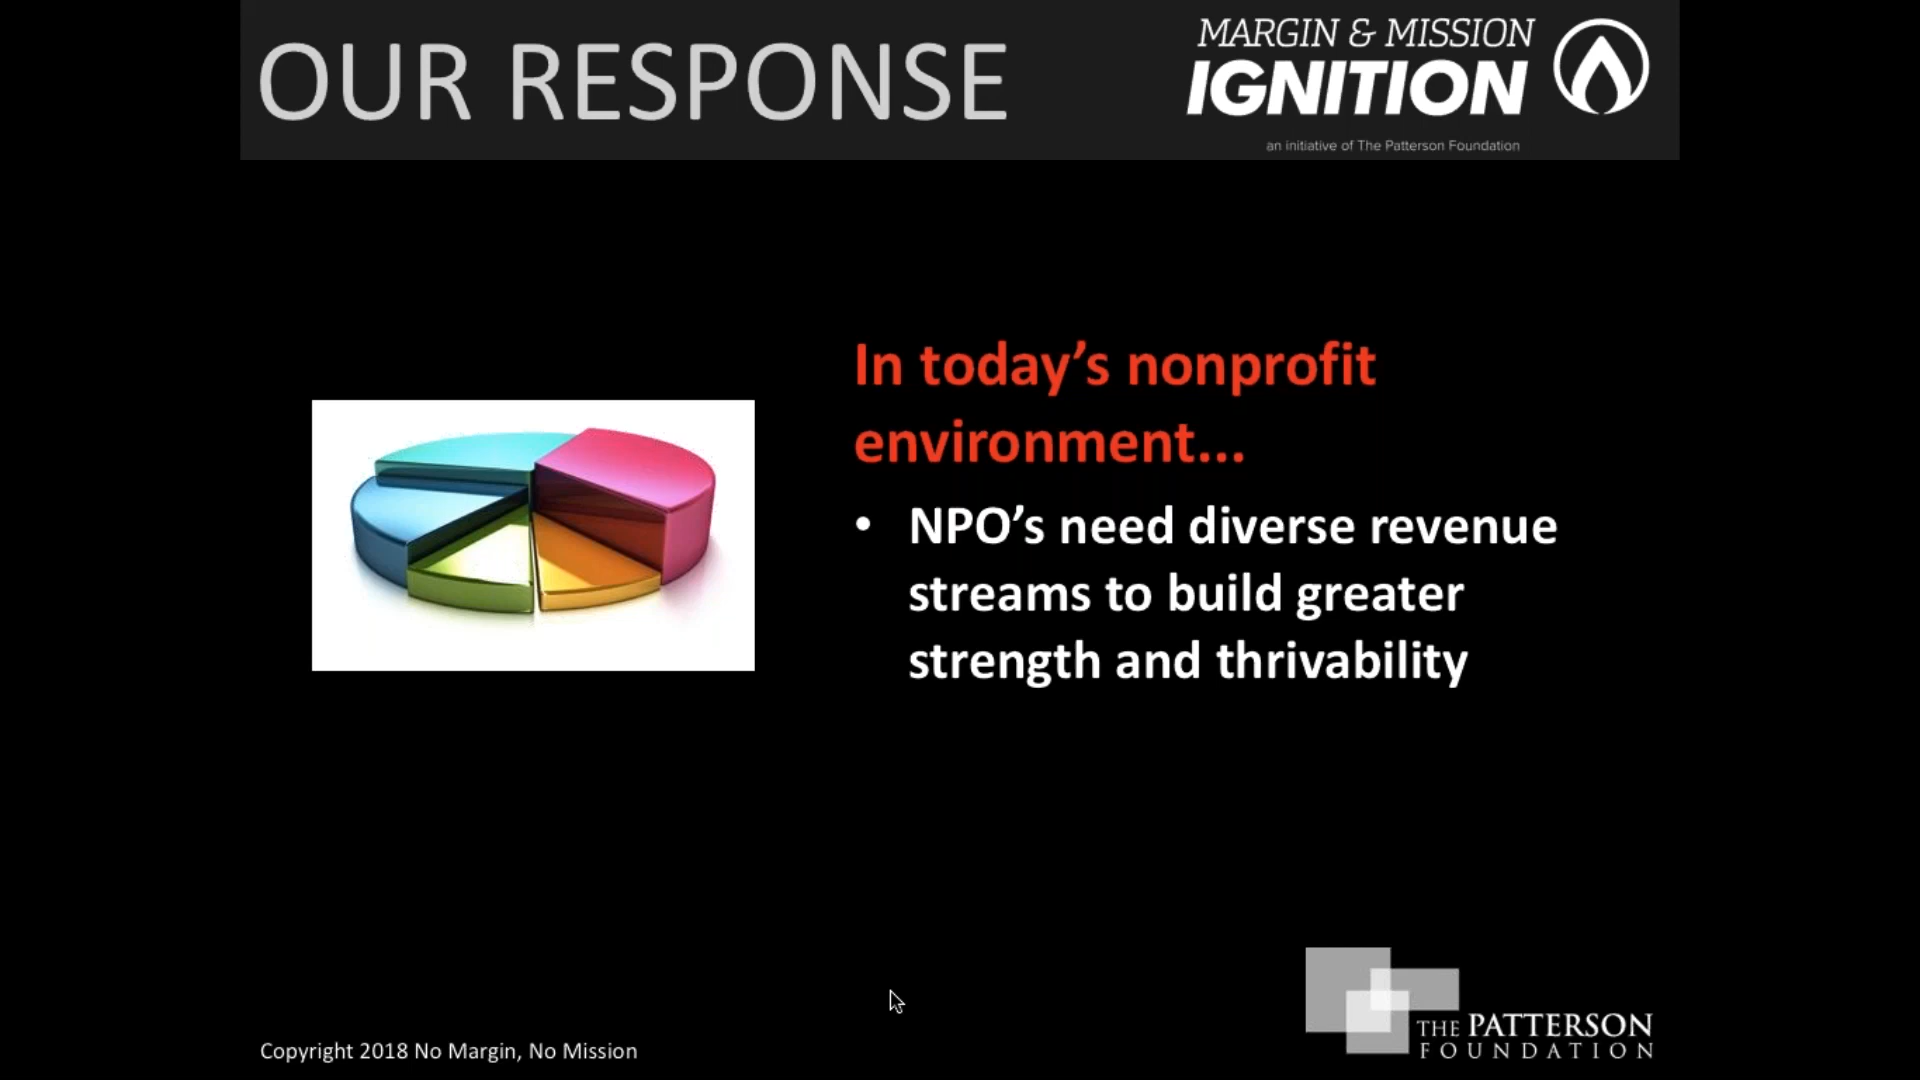 OUR RESPONSE
MARGIN & MISSION
IGNITION
an initiative of The Patterson Foundation
In today’s nonprofit
environment...
• NPO’s need diverse revenue
streams to build greater
strength and thrivability
Copyright 2018 No Margin, No Mission
THE PATTERSON
FOUNDATION